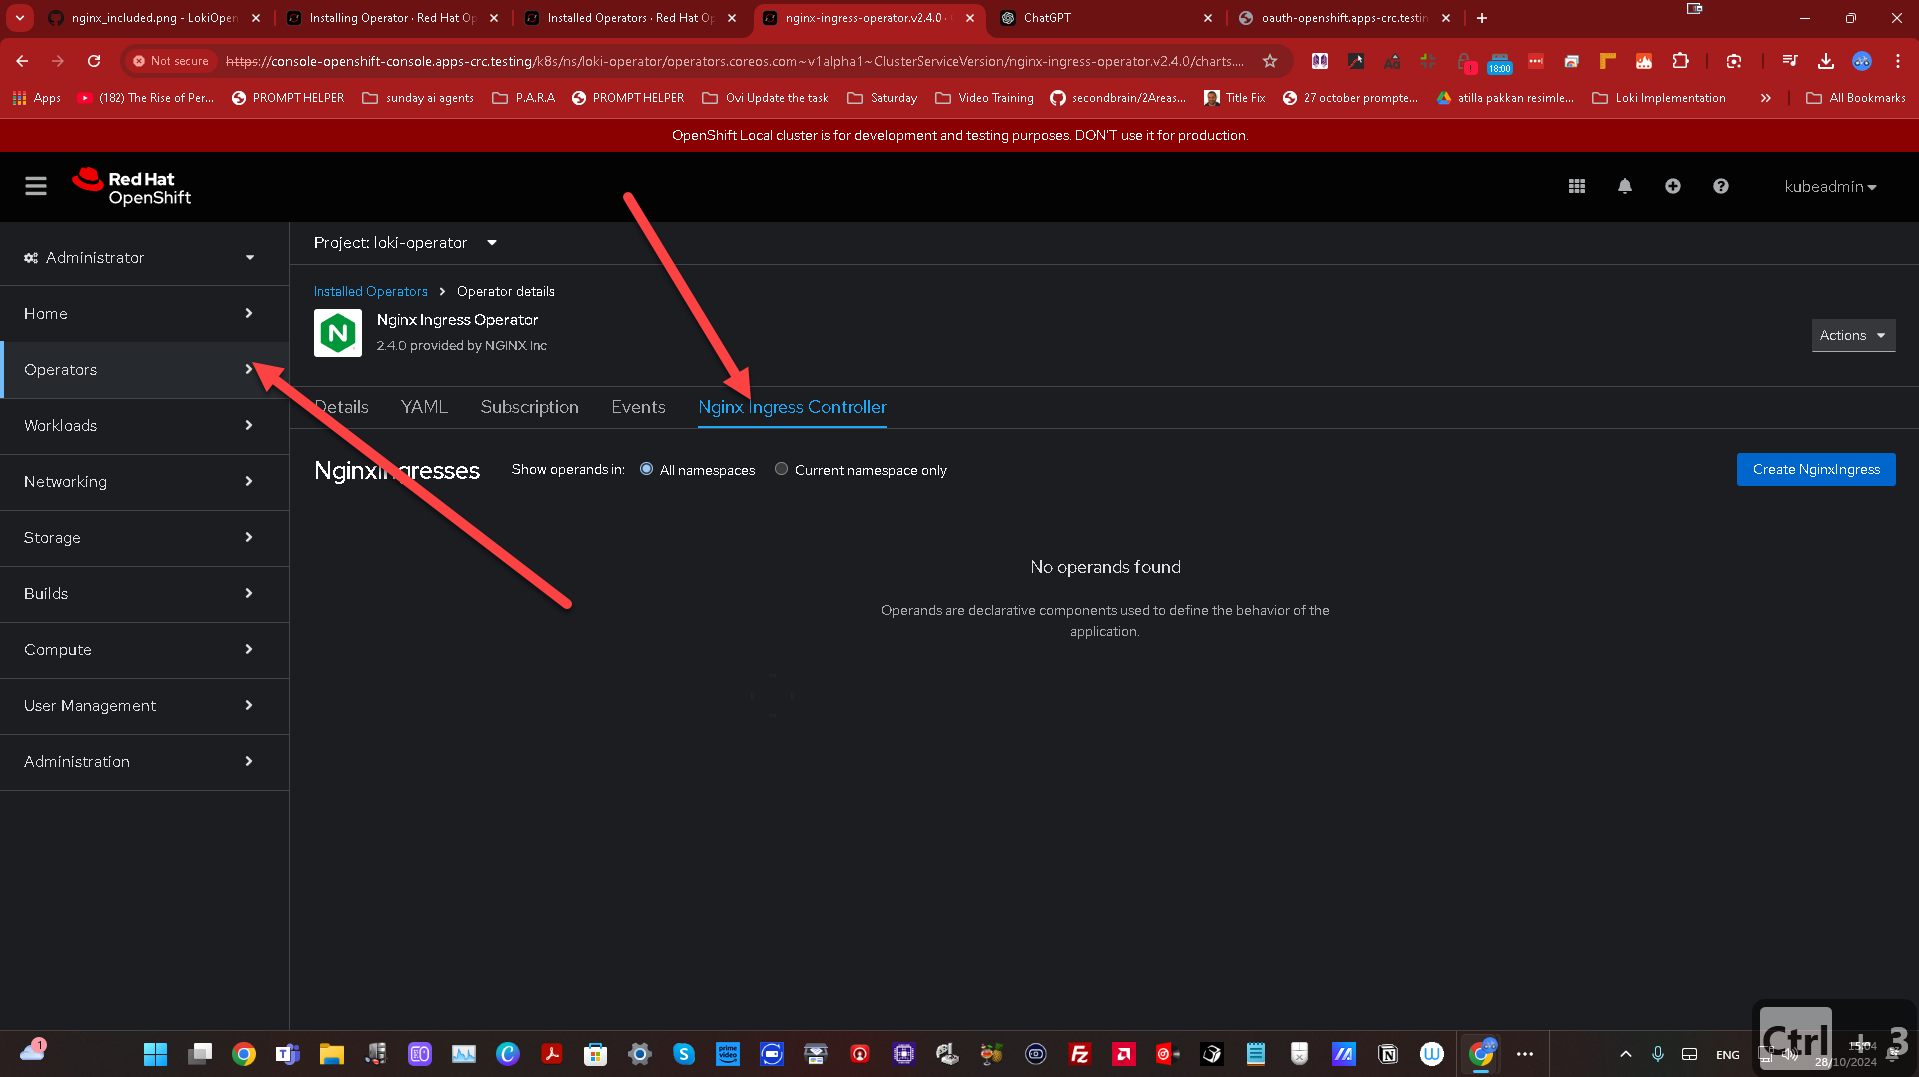 nginx_included.png - LokiOpen
Installing Operator · Red Hat Op
Installed Operators · Red Hat Op
nginx-ingress-operator.v2.4.0 ·
ChatGPT
oauth-openshift.apps-crc.testin
Not secure
https://console-openshift-console.apps-crc.testing/k8s/ns/loki-operator/operators.coreos.com~v1alpha1~ClusterServiceVersion/nginx-ingress-operator.v2.4.0/charts....
18:00
Apps
(182) The Rise of Per...
PROMPT HELPER
sunday ai agents
P.A.R.A
PROMPT HELPER
Ovi Update the task
Saturday
Video Training
secondbrain/2Areas...
Title Fix
27 october prompte...
atilla pakkan resimle...
Loki Implementation
All Bookmarks
OpenShift Local cluster is for development and testing purposes. DON'T use it for production.
Red Hat
OpenShift
kubeadmin
Administrator
Home
Operators
Workloads
Networking
Storage
Builds
Compute
User Management
Administration
Project: loki-operator
Installed Operators > Operator details
Nginx Ingress Operator
2.4.0 provided by NGINX Inc
Actions
Details YAML Subscription Events Nginx Ingress Controller
NginxIngresses
Show operands in:
All namespaces
Current namespace only
Create NginxIngress
No operands found
Operands are declarative components used to define the behavior of the
application.
1
prime video
ENG
15:04
28/10/2024
Ctrl + 3